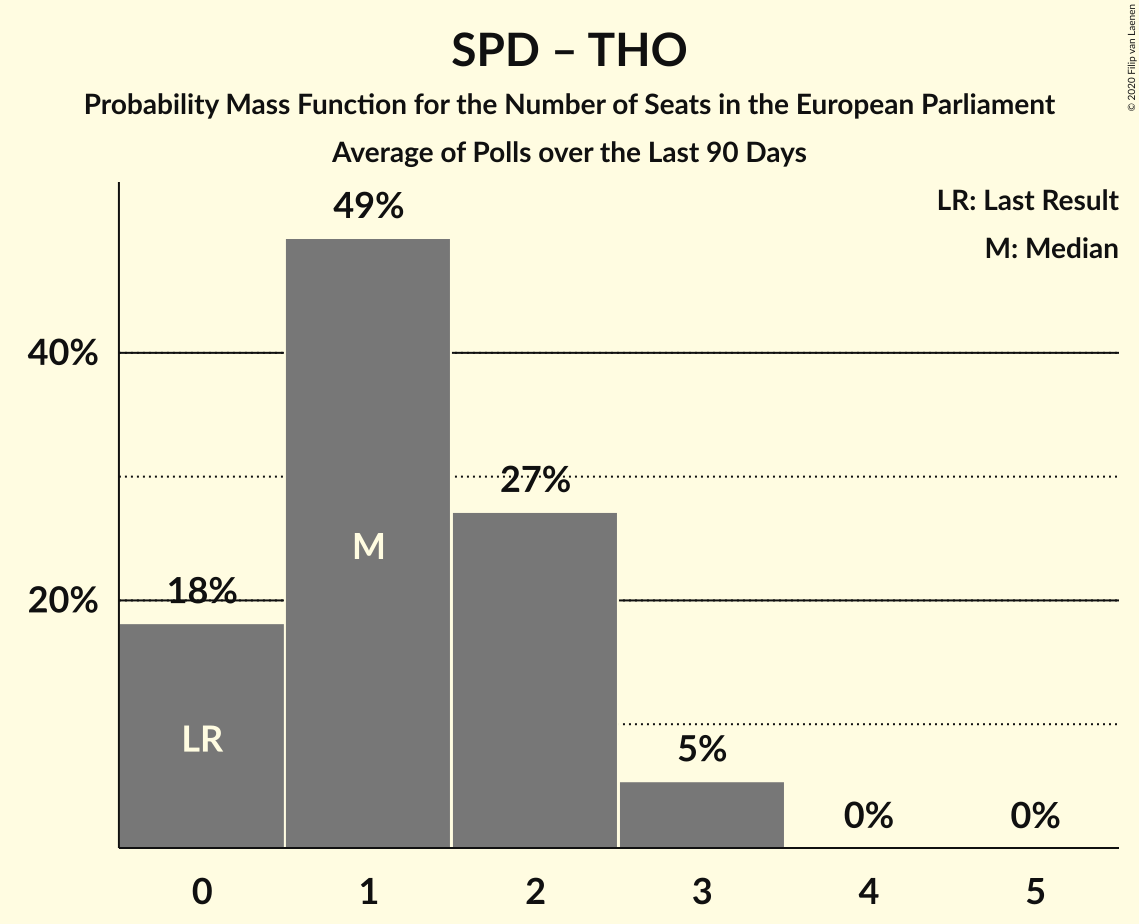 SPD – THO
Probability Mass Function for the Number of Seats in the European Parliament
Average of Polls over the Last 90 Days
© 2020 Filip van Laenen
LR: Last Result
M: Median
49%
40%
27%
M
18%
20%
LR
5%
0%
0%
0
1
2
3
4
5